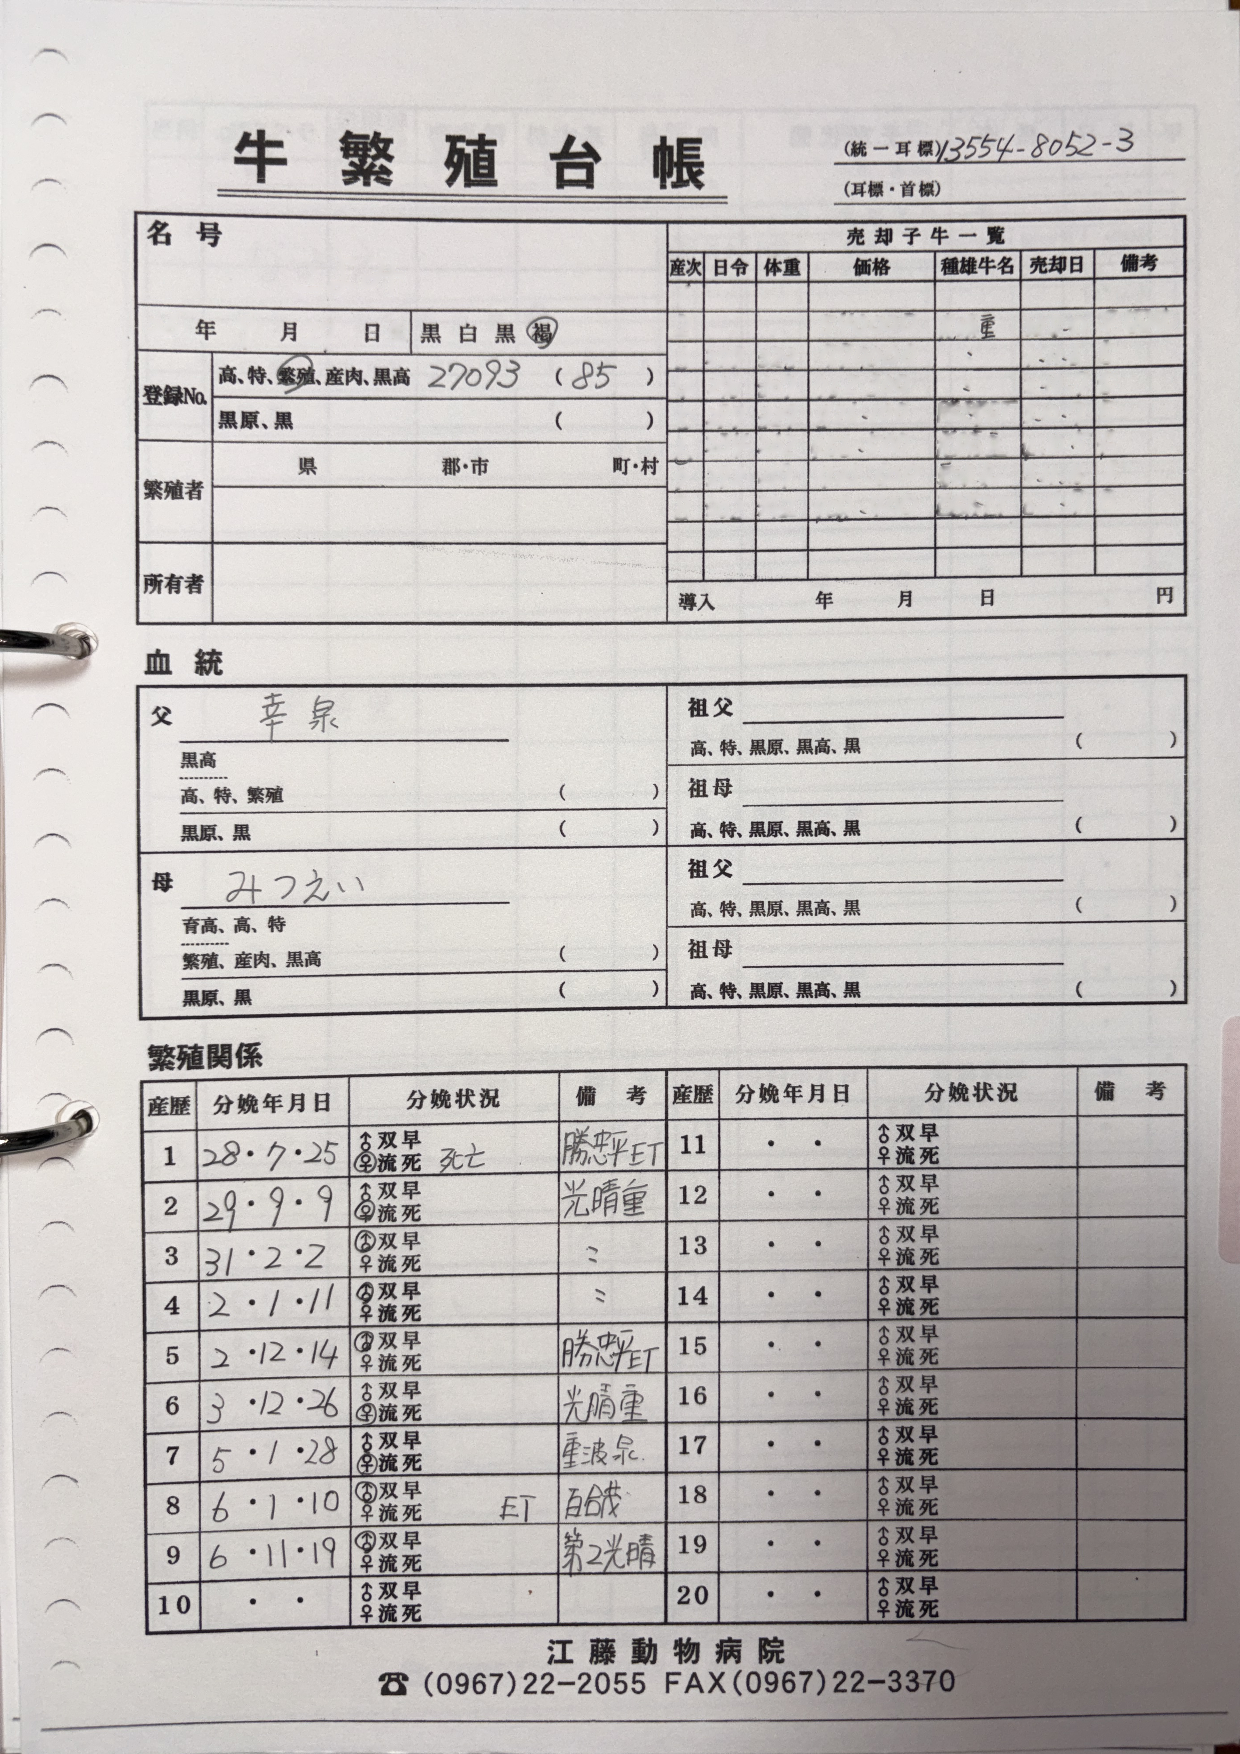 牛繁殖台帳
(統一耳標)13554-8052-3
(耳標・首標)
名号
年 月 日 黒 白 黒 褐
登録No. 高、特、繁殖、産肉、黒高 27093 (85)
黒原、黒 ( )
繁殖者 県 郡・市 町・村
所有者
売却子牛一覧
産次 日令 体重 価格 種雄牛名 売却日 備考
重
導入 年 月 日 円
血統
父 幸泉
黒高
高、特、繁殖 ( )
黒原、黒 ( )
母 みつえい
育高、高、特
繁殖、産肉、黒高 ( )
黒原、黒 ( )
祖父
高、特、黒原、黒高、黒 ( )
祖母
高、特、黒原、黒高、黒 ( )
祖父
高、特、黒原、黒高、黒 ( )
祖母
高、特、黒原、黒高、黒 ( )
繁殖関係
産歴 分娩年月日 分娩状況 備考 産歴 分娩年月日 分娩状況 備考
1 28・7・25 ♂双早 ♀流死 死亡 勝忠平ET
2 29・9・9 ♂双早 ♀流死 光晴重
3 31・2・2 ♂双早 ♀流死 〃
4 2・1・11 ♂双早 ♀流死 〃
5 2・12・14 ♂双早 ♀流死 勝忠平ET
6 3・12・26 ♂双早 ♀流死 光晴重
7 5・1・28 ♂双早 ♀流死 重波泉
8 6・1・10 ♂双早 ♀流死 ET 百合茂
9 6・11・19 ♂双早 ♀流死 第2光晴
10 ・ ・ ♂双早 ♀流死
11 ・ ・ ♂双早 ♀流死
12 ・ ・ ♂双早 ♀流死
13 ・ ・ ♂双早 ♀流死
14 ・ ・ ♂双早 ♀流死
15 ・ ・ ♂双早 ♀流死
16 ・ ・ ♂双早 ♀流死
17 ・ ・ ♂双早 ♀流死
18 ・ ・ ♂双早 ♀流死
19 ・ ・ ♂双早 ♀流死
20 ・ ・ ♂双早 ♀流死
江藤動物病院
☎(0967)22-2055 FAX(0967)22-3370